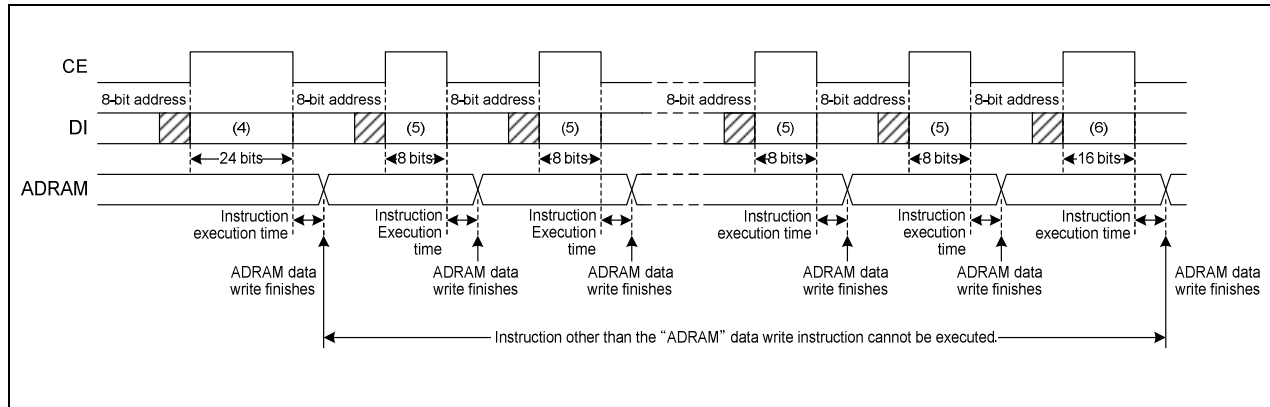 CE
8-bit address 8-bit address 8-bit address 8-bit address 8-bit address 8-bit address
DI (4) (5) (5) (5) (5) (6)
24 bits 8 bits 8 bits 8 bits 8 bits 16 bits
ADRAM
Instruction Instruction Instruction Instruction Instruction Instruction
execution time Execution Execution execution time execution execution time
time time time
ADRAM data ADRAM data ADRAM data ADRAM data ADRAM data ADRAM data
write finishes write finishes write finishes write finishes write finishes write finishes
Instruction other than the “ADRAM” data write instruction cannot be executed.